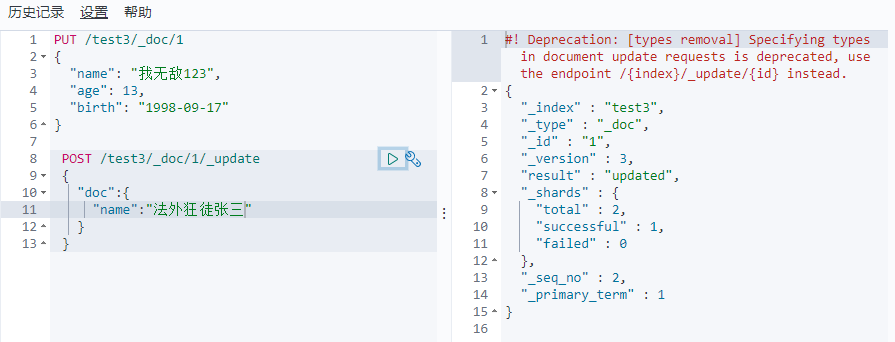 历史记录 设置 帮助
1 PUT /test3/_doc/1
2 {
3 "name": "我无敌123",
4 "age": 13,
5 "birth": "1998-09-17"
6 }
7
8 POST /test3/_doc/1/_update
9 {
10 "doc":{
11 "name":"法外狂徒张三"
12 }
13 }
1 #! Deprecation: [types removal] Specifying types
in document update requests is deprecated, use
the endpoint /{index}/_update/{id} instead.
2 {
3 "_index" : "test3",
4 "_type" : "_doc",
5 "_id" : "1",
6 "_version" : 3,
7 "result" : "updated",
8 "_shards" : {
9 "total" : 2,
10 "successful" : 1,
11 "failed" : 0
12 },
13 "_seq_no" : 2,
14 "_primary_term" : 1
15 }
16